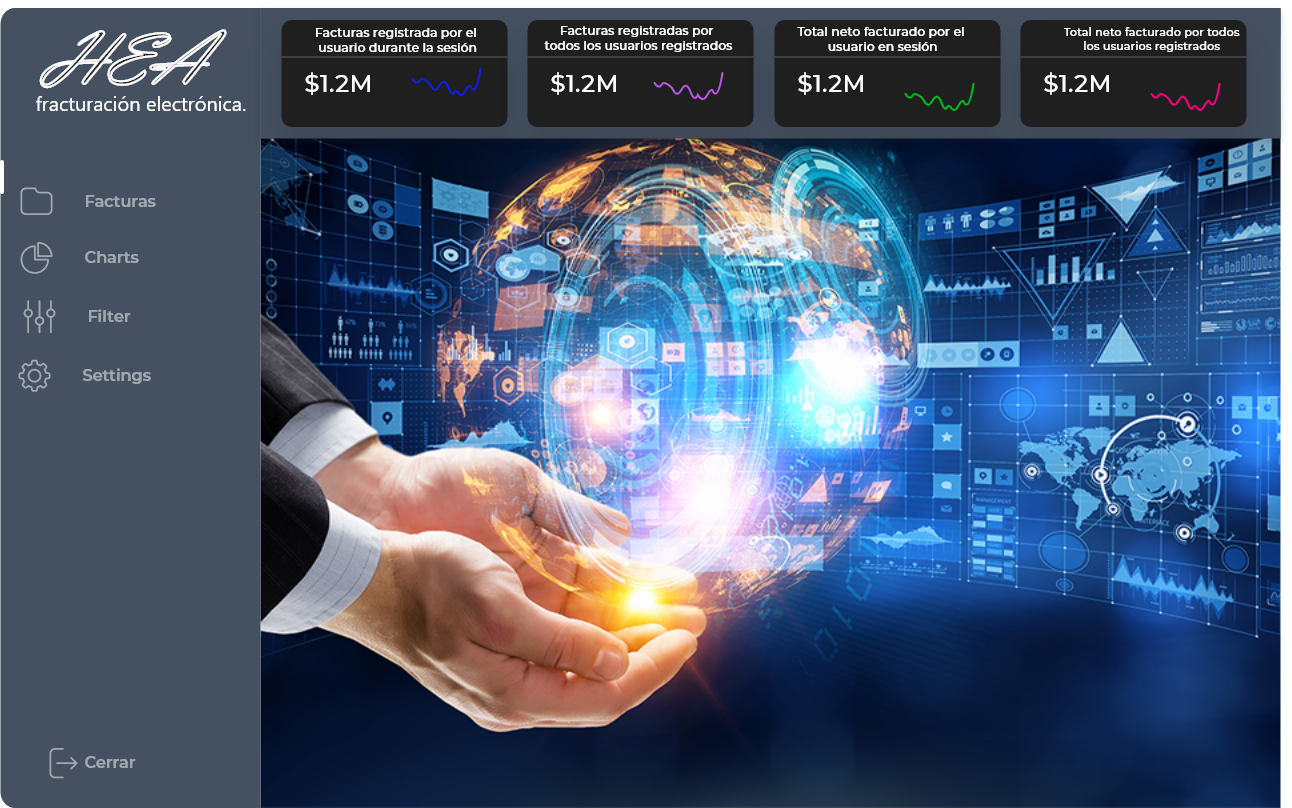 HEA
fracturación electrónica.
Facturas registrada por el
usuario durante la sesión
$1.2M
Facturas registradas por
todos los usuarios registrados
$1.2M
Total neto facturado por el
usuario en sesión
$1.2M
Total neto facturado por todos
los usuarios registrados
$1.2M
Facturas
Charts
Filter
Settings
Cerrar
MANAGEMENT
INTERFACE